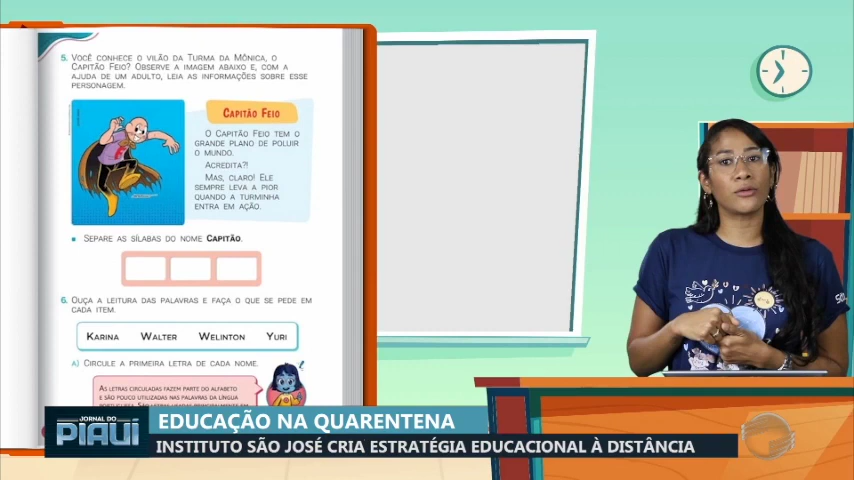 5. VOCÊ CONHECE O VILÃO DA TURMA DA MÔNICA, O
CAPITÃO FEIO? OBSERVE A IMAGEM ABAIXO E, COM A
AJUDA DE UM ADULTO, LEIA AS INFORMAÇÕES SOBRE ESSE
PERSONAGEM.
CAPITÃO FEIO
O CAPITÃO FEIO TEM O
GRANDE PLANO DE POLUIR
O MUNDO.
ACREDITA?!
MAS, CLARO! ELE
SEMPRE LEVA A PIOR
QUANDO A TURMINHA
ENTRA EM AÇÃO.
SEPARE AS SÍLABAS DO NOME CAPITÃO.
6. OUÇA A LEITURA DAS PALAVRAS E FAÇA O QUE SE PEDE EM
CADA ITEM.
KARINA WALTER WELINTON YURI
A) CIRCULE A PRIMEIRA LETRA DE CADA NOME.
AS LETRAS CIRCULADAS FAZEM PARTE DO ALFABETO
E SÃO POUCO UTILIZADAS NAS PALAVRAS DA LÍNGUA
JORNAL DO
PIAUÍ
EDUCAÇÃO NA QUARENTENA
INSTITUTO SÃO JOSÉ CRIA ESTRATÉGIA EDUCACIONAL À DISTÂNCIA